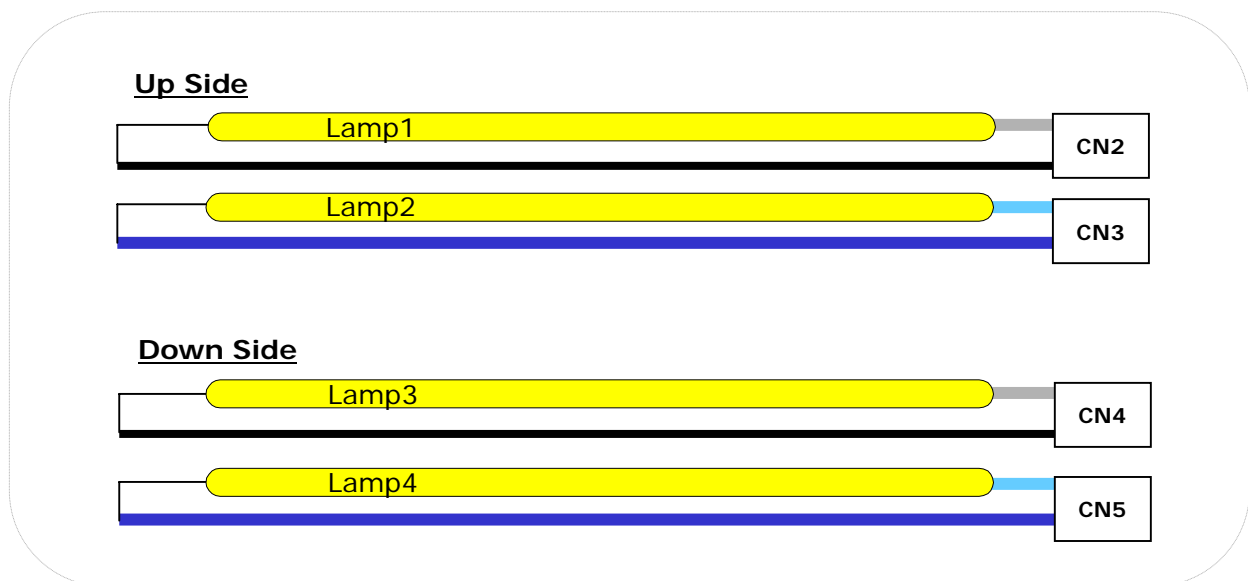 Up Side
Lamp1
CN2
Lamp2
CN3
Down Side
Lamp3
CN4
Lamp4
CN5